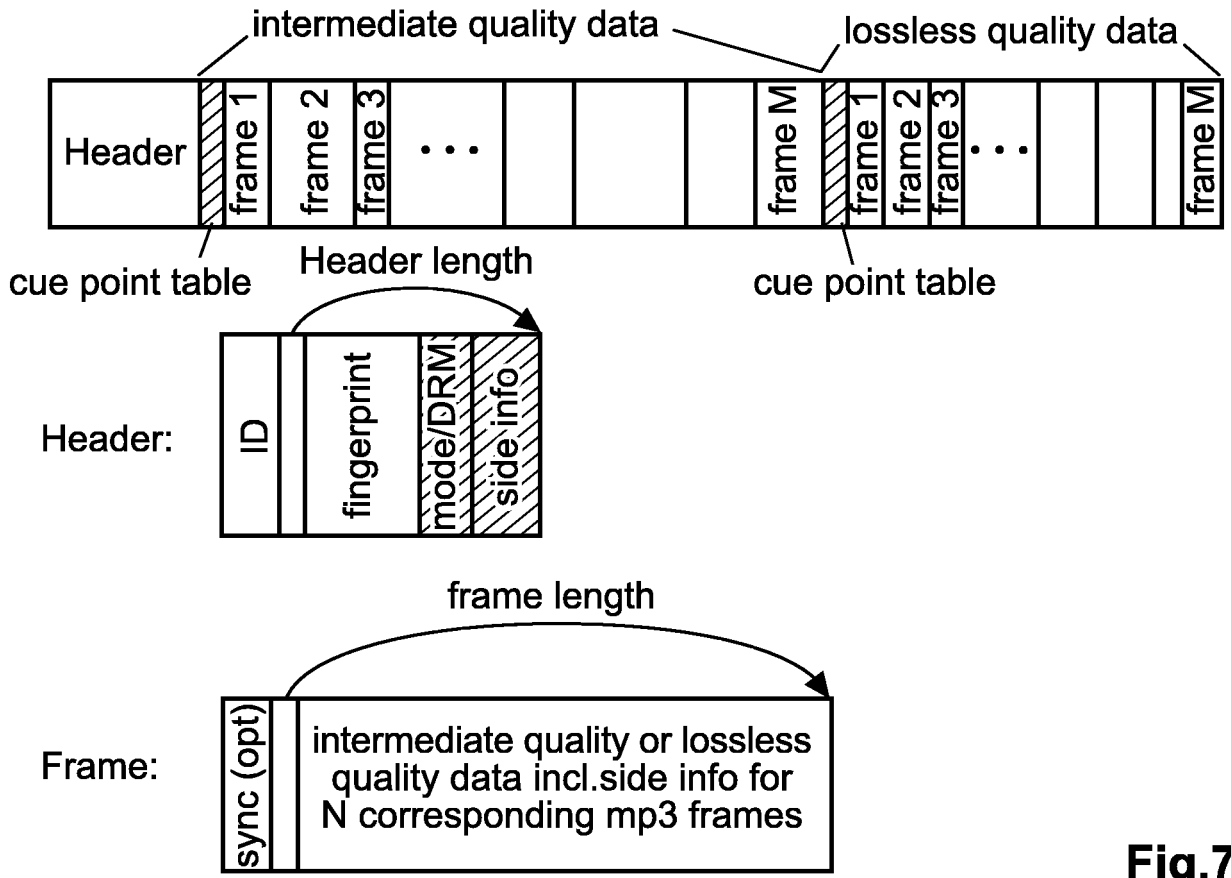 intermediate quality data
lossless quality data
Header
frame 1
frame 2
frame 3
...
frame M
frame 1
frame 2
frame 3
...
frame M
cue point table
cue point table
Header length
Header:
ID
fingerprint
mode/DRM
side info
frame length
Frame:
sync (opt)
intermediate quality or lossless
quality data incl.side info for
N corresponding mp3 frames
Fig.7